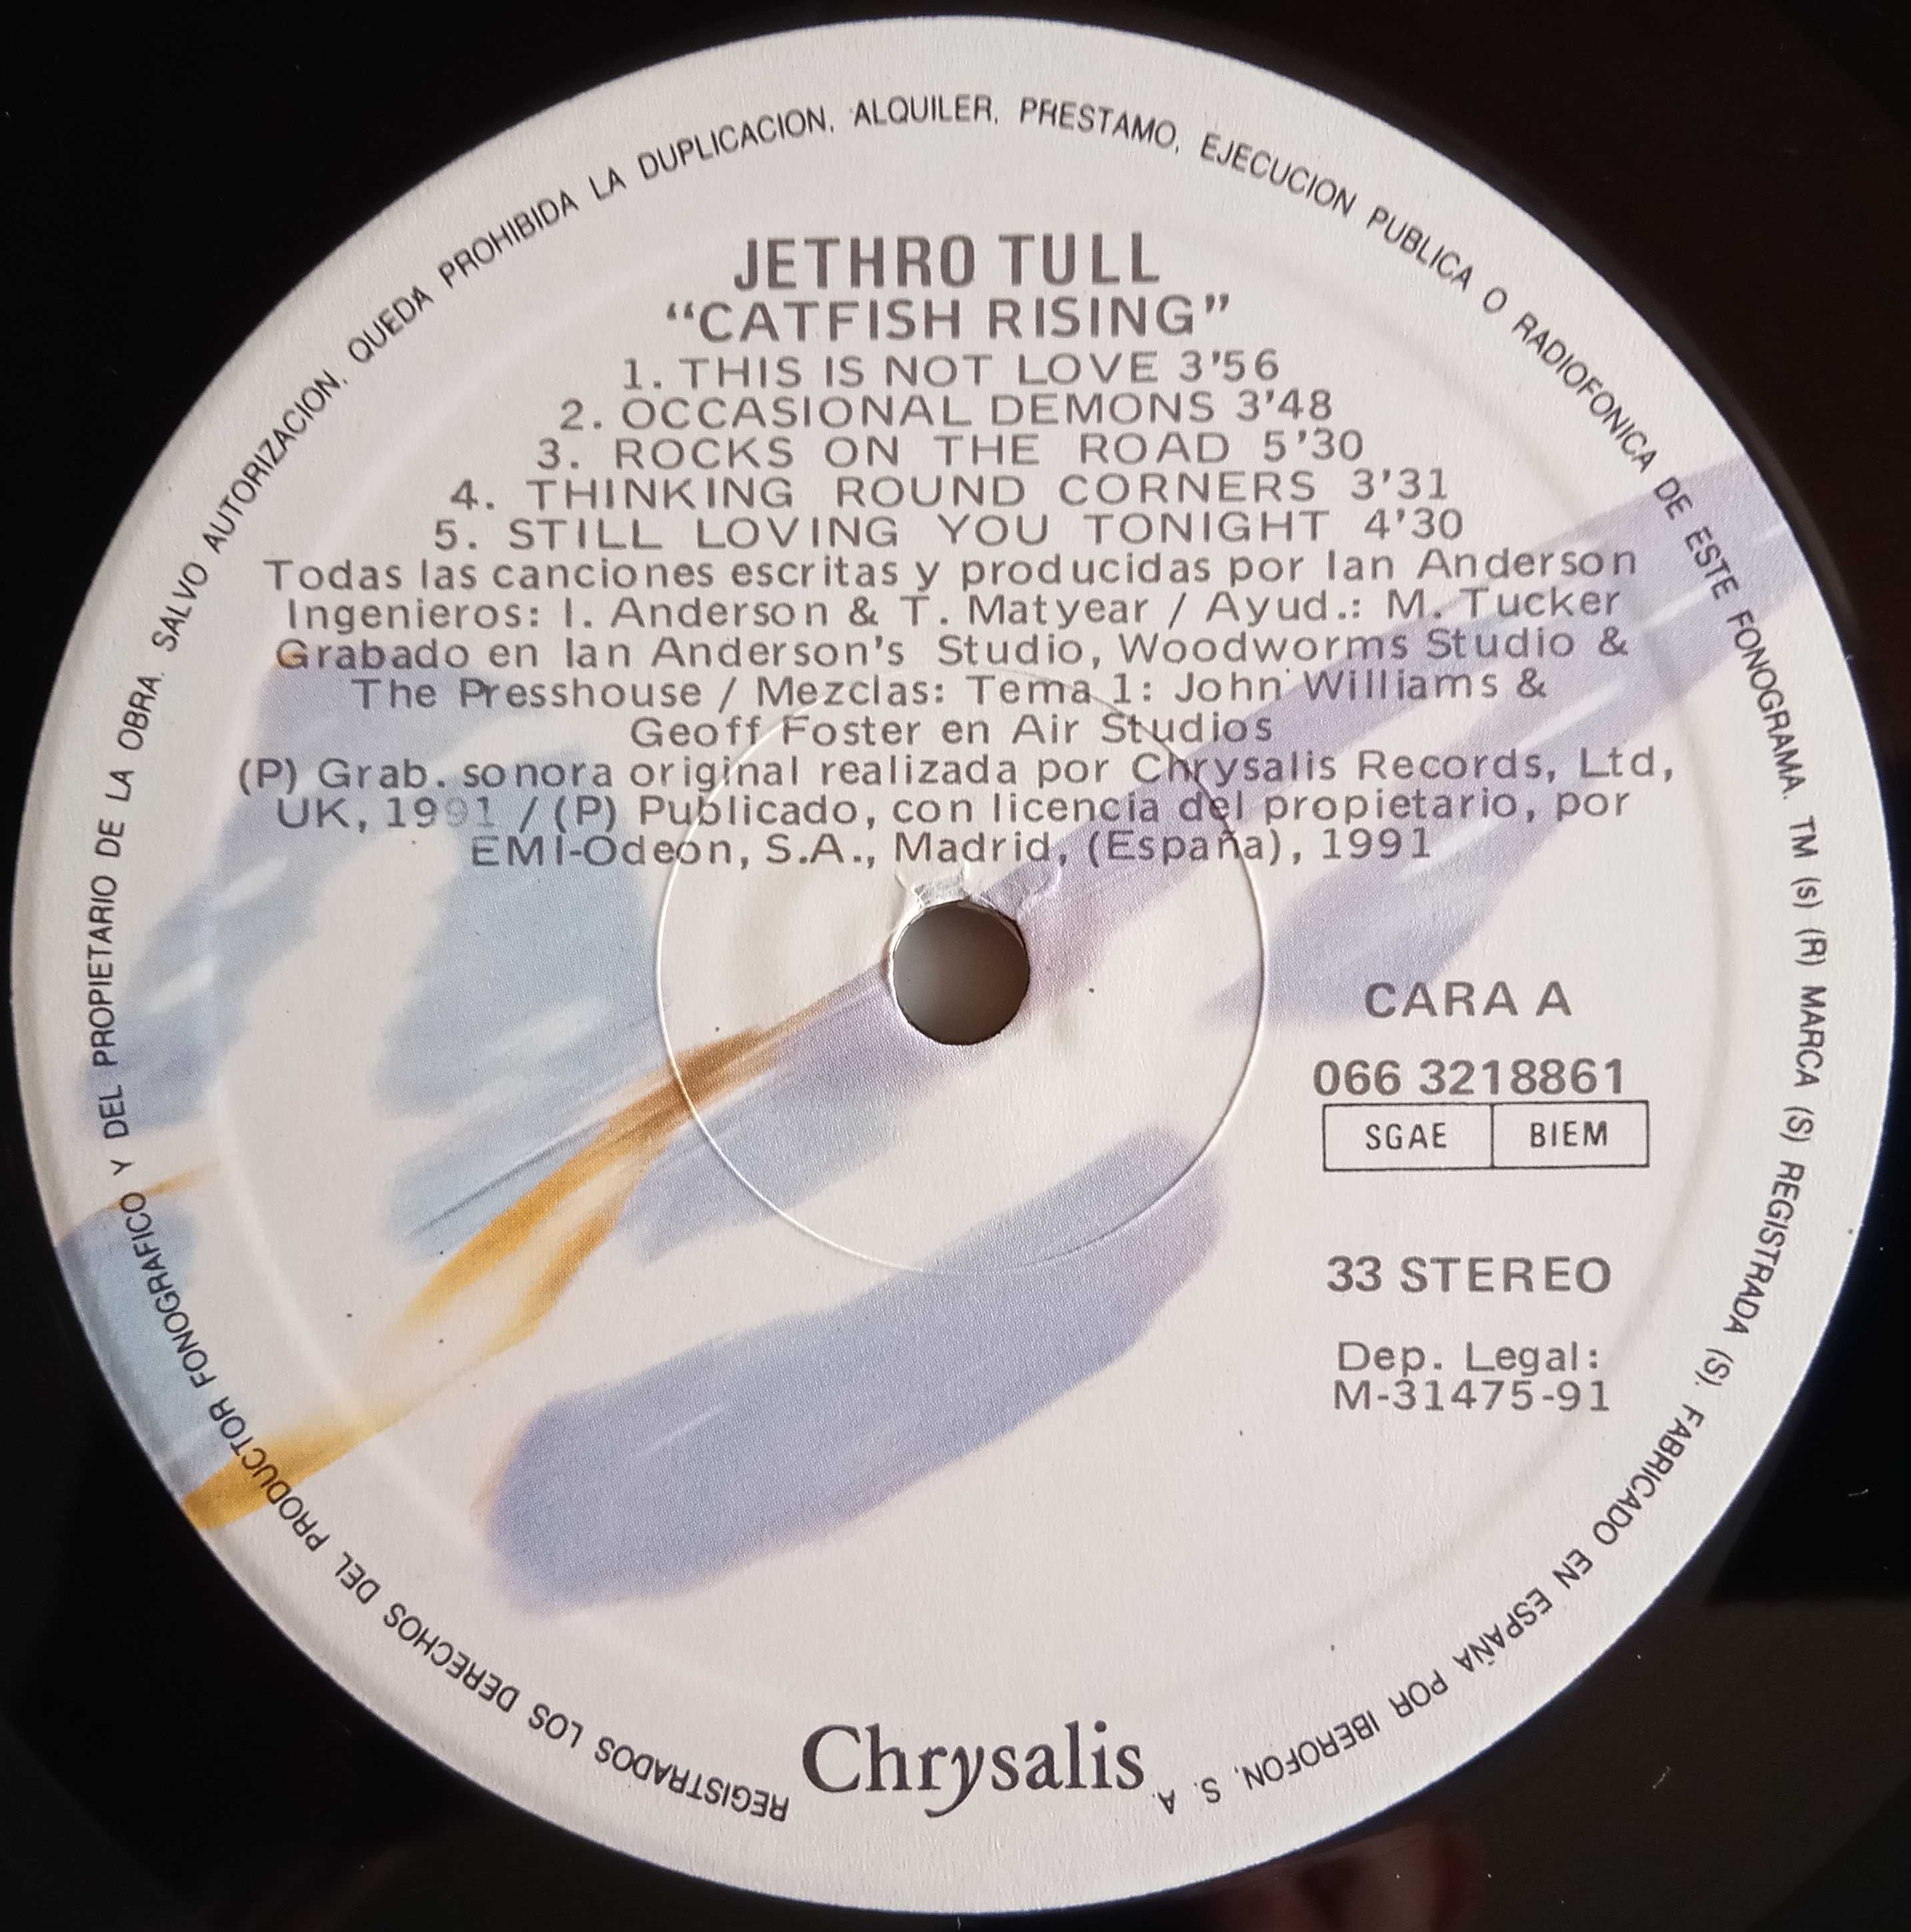 JETHRO TULL
“CATFISH RISING”
1. THIS IS NOT LOVE 3'56
2. OCCASIONAL DEMONS 3'48
3. ROCKS ON THE ROAD 5'30
4. THINKING ROUND CORNERS 3'31
5. STILL LOVING YOU TONIGHT 4'30
Todas las canciones escritas y producidas por Ian Anderson
Ingenieros: I. Anderson & T. Matyear / Ayud.: M. Tucker
Grabado en Ian Anderson's Studio, Woodworms Studio &
The Presshouse / Mezclas: Tema 1: John Williams &
Geoff Foster en Air Studios
(P) Grab. sonora original realizada por Chrysalis Records, Ltd,
UK, 1991 / (P) Publicado, con licencia del propietario, por
EMI-Odeon, S.A., Madrid, (España), 1991
CARA A
066 3218861
SGAE BIEM
33 STEREO
Dep. Legal:
M-31475-91
Chrysalis
REGISTRADOS LOS DERECHOS DEL PRODUCTOR FONOGRAFICO Y DEL PROPIETARIO DE LA OBRA. SALVO AUTORIZACION, QUEDA PROHIBIDA LA DUPLICACION, ALQUILER, PRESTAMO, EJECUCION PUBLICA O RADIOFONICA DE ESTE FONOGRAMA. TM (s) (R) MARCA (S) REGISTRADA (S). FABRICADO EN ESPAÑA POR IBEROFON, S. A.